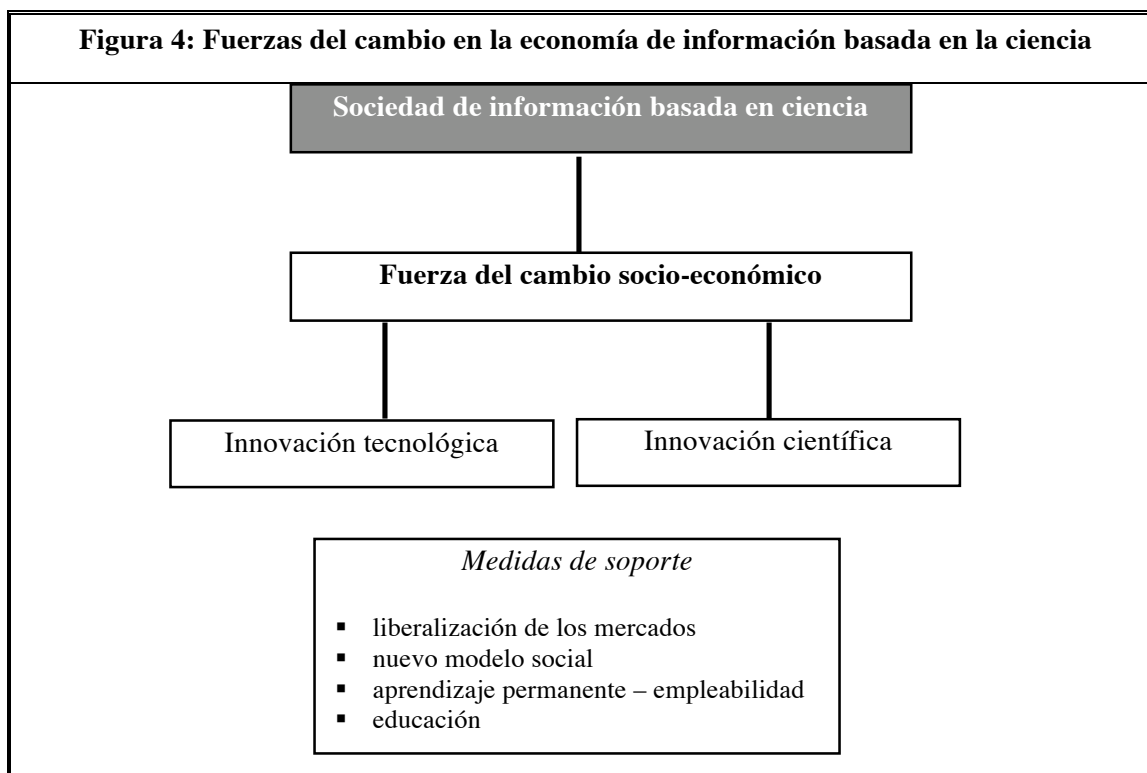 Figura 4: Fuerzas del cambio en la economía de información basada en la ciencia
Sociedad de información basada en ciencia
Fuerza del cambio socio-económico
Innovación tecnológica
Innovación científica
Medidas de soporte
▪ liberalización de los mercados
▪ nuevo modelo social
▪ aprendizaje permanente – empleabilidad
▪ educación